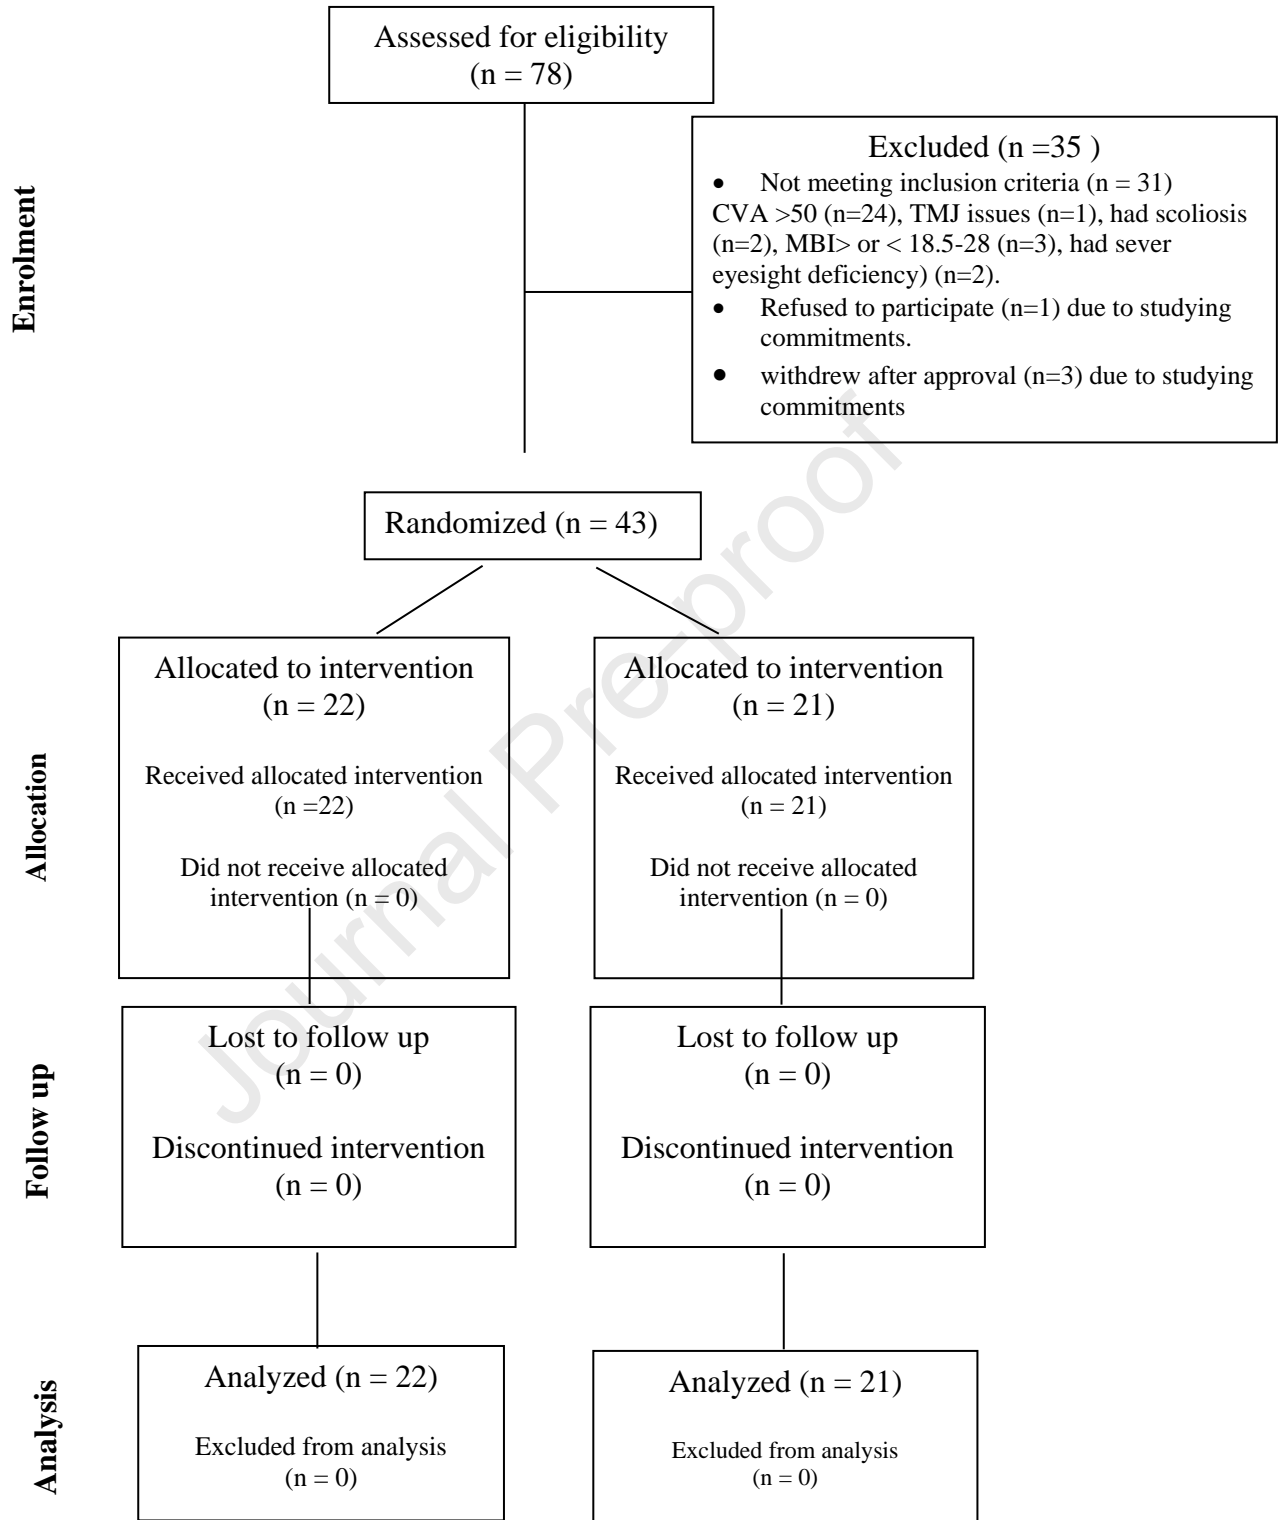 Assessed for eligibility
(n = 78)
Enrolment
Excluded (n =35 )
• Not meeting inclusion criteria (n = 31)
CVA >50 (n=24), TMJ issues (n=1), had scoliosis
(n=2), MBI> or < 18.5-28 (n=3), had sever
eyesight deficiency) (n=2).
• Refused to participate (n=1) due to studying
commitments.
• withdrew after approval (n=3) due to studying
commitments
Randomized (n = 43)
Allocation
Allocated to intervention
(n = 22)
Received allocated intervention
(n =22)
Did not receive allocated
intervention (n = 0)
Allocated to intervention
(n = 21)
Received allocated intervention
(n = 21)
Did not receive allocated
intervention (n = 0)
Follow up
Lost to follow up
(n = 0)
Discontinued intervention
(n = 0)
Lost to follow up
(n = 0)
Discontinued intervention
(n = 0)
Analysis
Analyzed (n = 22)
Excluded from analysis
(n = 0)
Analyzed (n = 21)
Excluded from analysis
(n = 0)
Journal Pre-proof